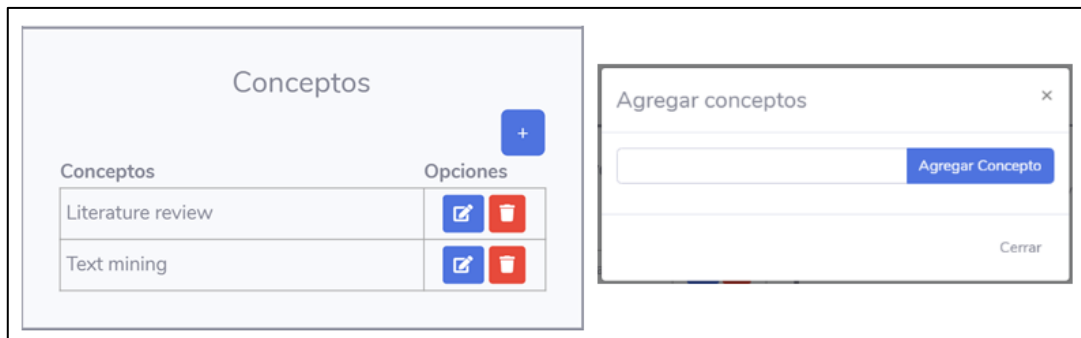 Conceptos
+
Conceptos Opciones
Literature review
Text mining
Agregar conceptos ×
Agregar Concepto
Cerrar